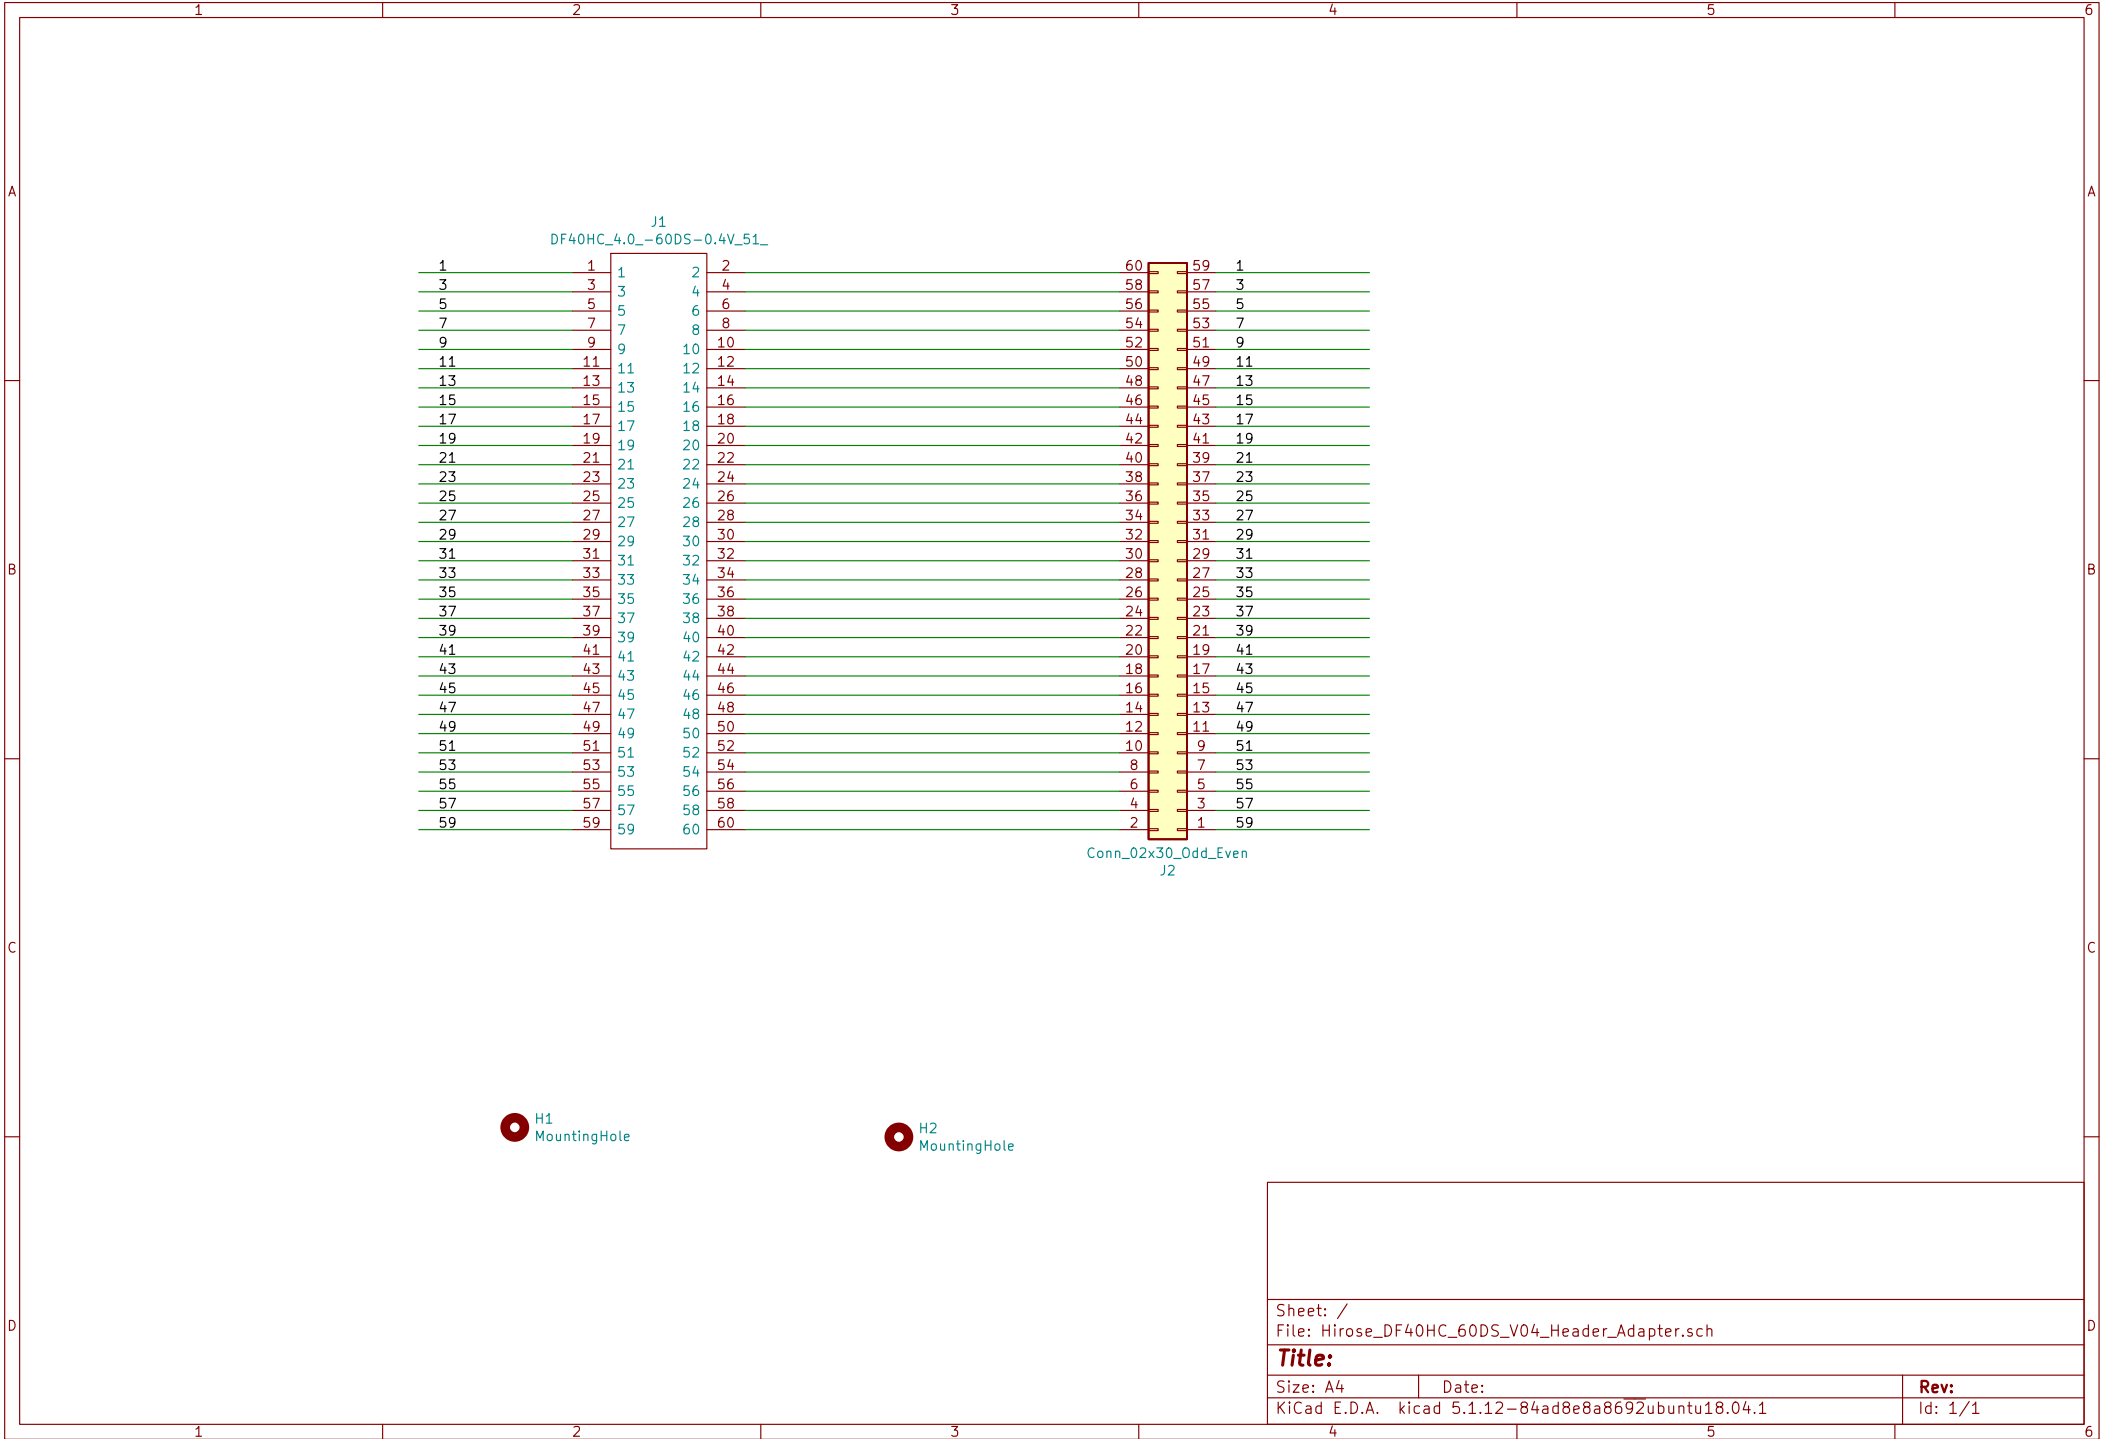 1 2 3 4 5 6
A A
J1
DF40HC_4.0_-60DS-0.4V_51_
1 1 1 2 2 60 59 1
3 3 3 4 4 58 57 3
5 5 5 6 6 56 55 5
7 7 7 8 8 54 53 7
9 9 9 10 10 52 51 9
11 11 11 12 12 50 49 11
13 13 13 14 14 48 47 13
15 15 15 16 16 46 45 15
17 17 17 18 18 44 43 17
19 19 19 20 20 42 41 19
21 21 21 22 22 40 39 21
23 23 23 24 24 38 37 23
25 25 25 26 26 36 35 25
27 27 27 28 28 34 33 27
29 29 29 30 30 32 31 29
31 31 31 32 32 30 29 31
B B
33 33 33 34 34 28 27 33
35 35 35 36 36 26 25 35
37 37 37 38 38 24 23 37
39 39 39 40 40 22 21 39
41 41 41 42 42 20 19 41
43 43 43 44 44 18 17 43
45 45 45 46 46 16 15 45
47 47 47 48 48 14 13 47
49 49 49 50 50 12 11 49
51 51 51 52 52 10 9 51
53 53 53 54 54 8 7 53
55 55 55 56 56 6 5 55
57 57 57 58 58 4 3 57
59 59 59 60 60 2 1 59
Conn_02x30_Odd_Even
J2
C C
H1
MountingHole
H2
MountingHole
Sheet: /
File: Hirose_DF40HC_60DS_V04_Header_Adapter.sch
D D
Title:
Size: A4 Date: Rev:
KiCad E.D.A. kicad 5.1.12-84ad8e8a8692ubuntu18.04.1 Id: 1/1
1 2 3 4 5 6